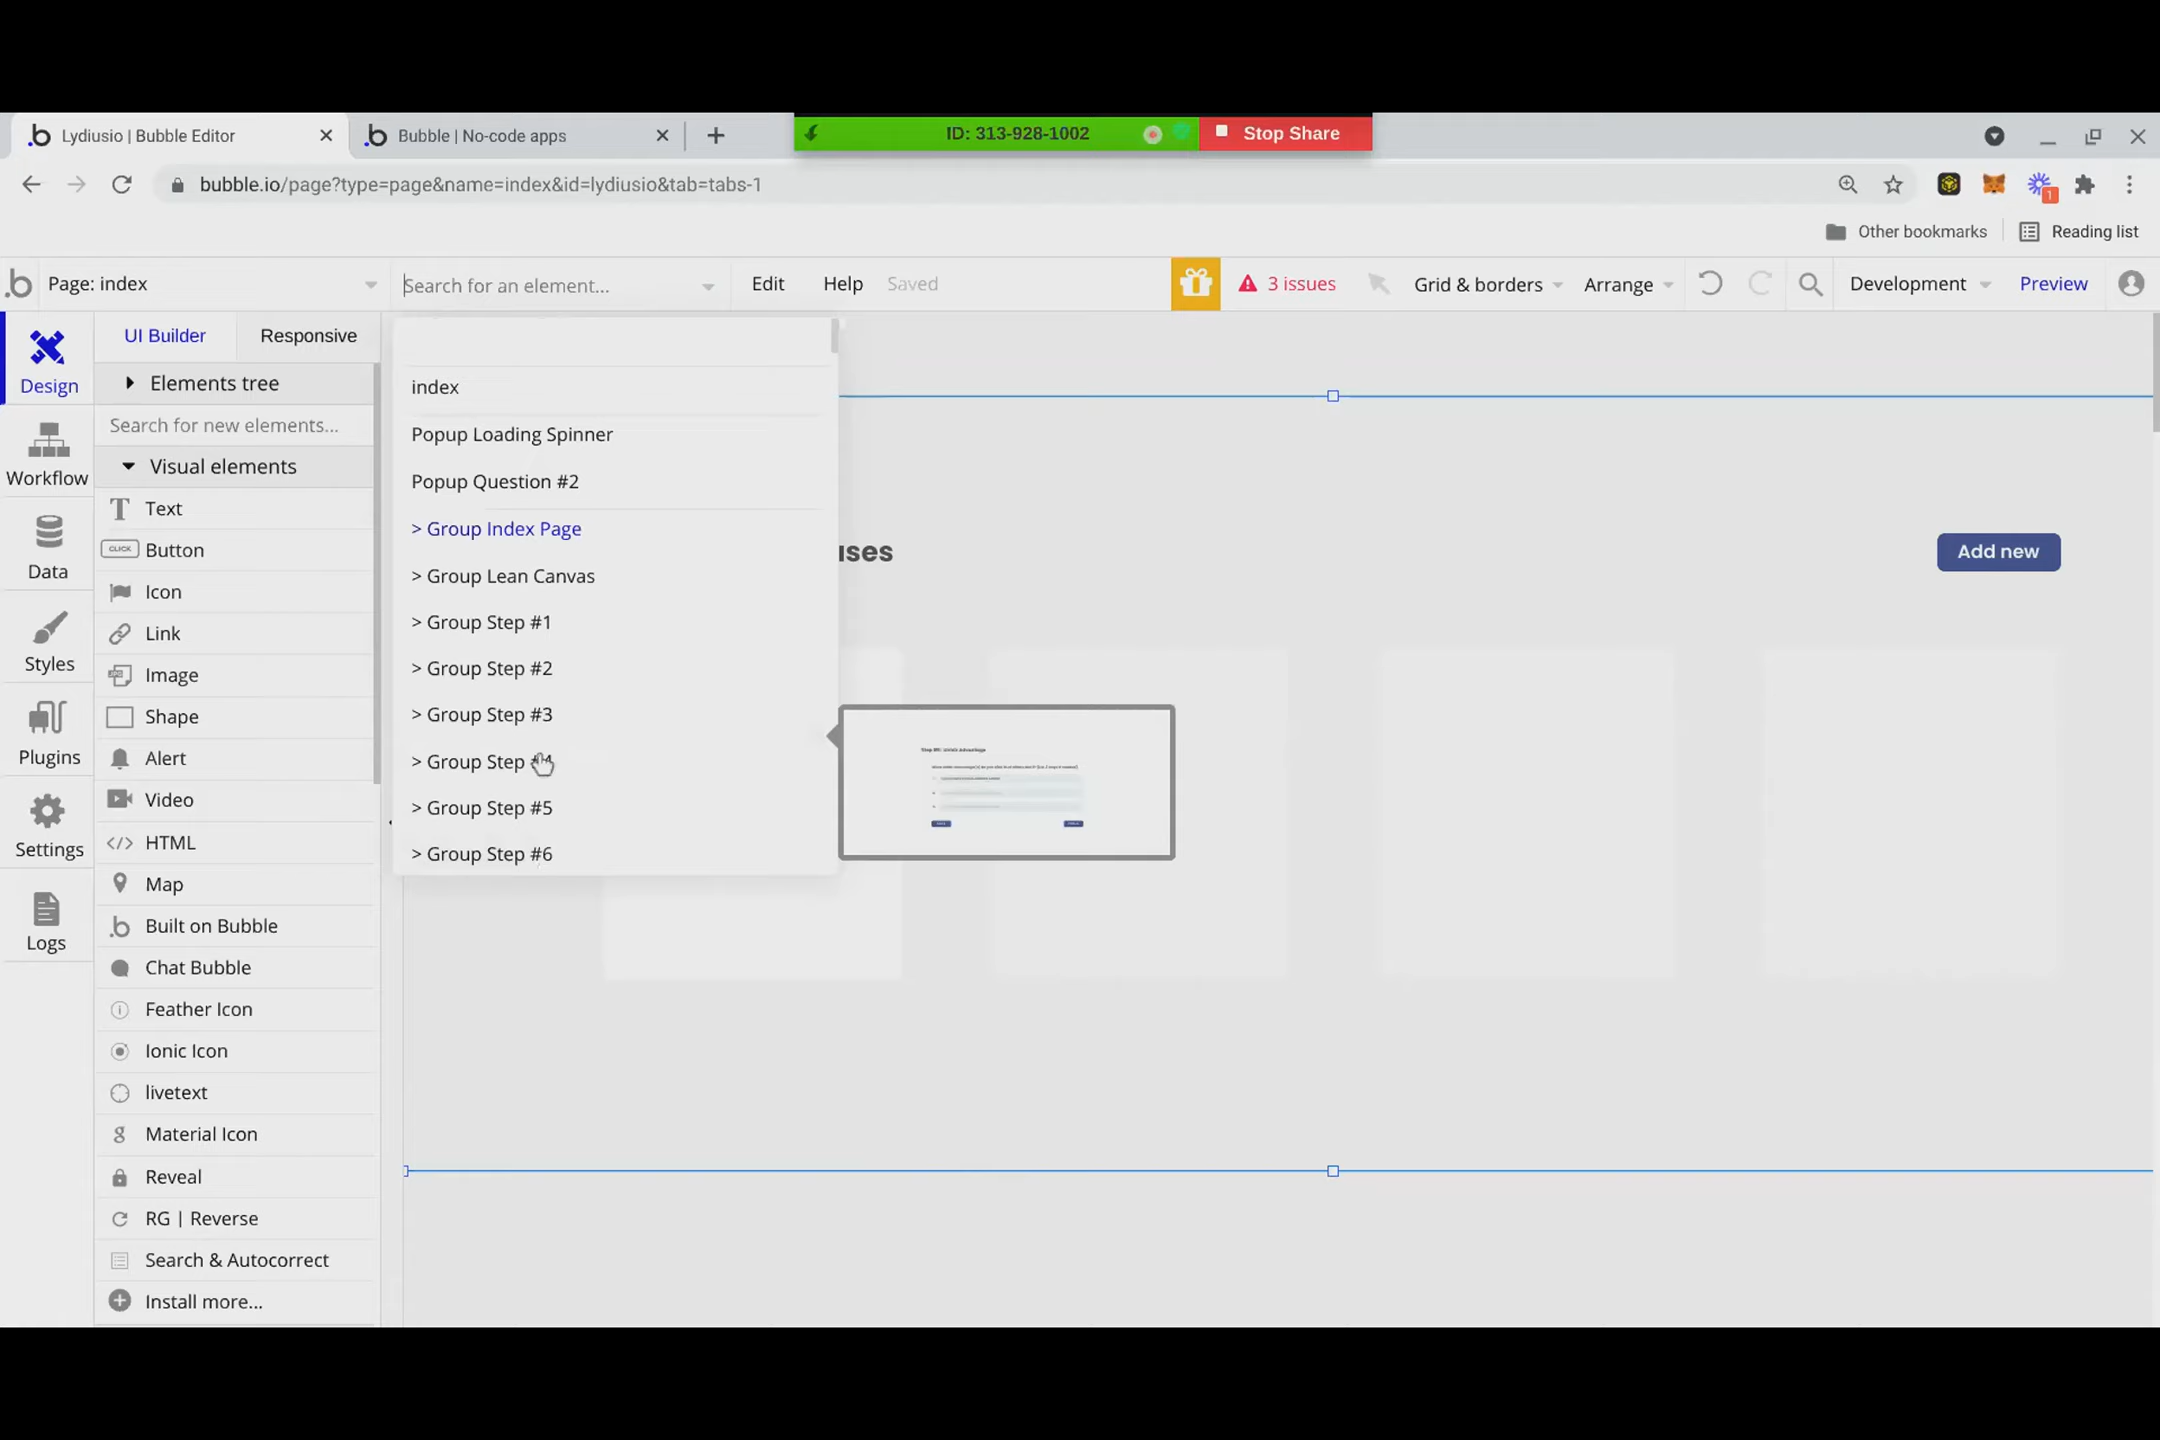 Lydiusio | Bubble Editor
Bubble | No-code apps
ID: 313-928-1002
Stop Share
bubble.io/page?type=page&name=index&id=lydiusio&tab=tabs-1
1
Other bookmarks
Reading list
Page: index
Search for an element...
Edit
Help
Saved
3 issues
Grid & borders
Arrange
Development
Preview
Design
Workflow
Data
Styles
Plugins
Settings
Logs
UI Builder
Responsive
Elements tree
Search for new elements...
Visual elements
Text
CLICK Button
Icon
Link
Image
Shape
Alert
Video
</> HTML
Map
Built on Bubble
Chat Bubble
Feather Icon
Ionic Icon
livetext
Material Icon
Reveal
RG | Reverse
Search & Autocorrect
Install more...
index
Popup Loading Spinner
Popup Question #2
> Group Index Page
> Group Lean Canvas
> Group Step #1
> Group Step #2
> Group Step #3
> Group Step
> Group Step #5
> Group Step #6
Add new